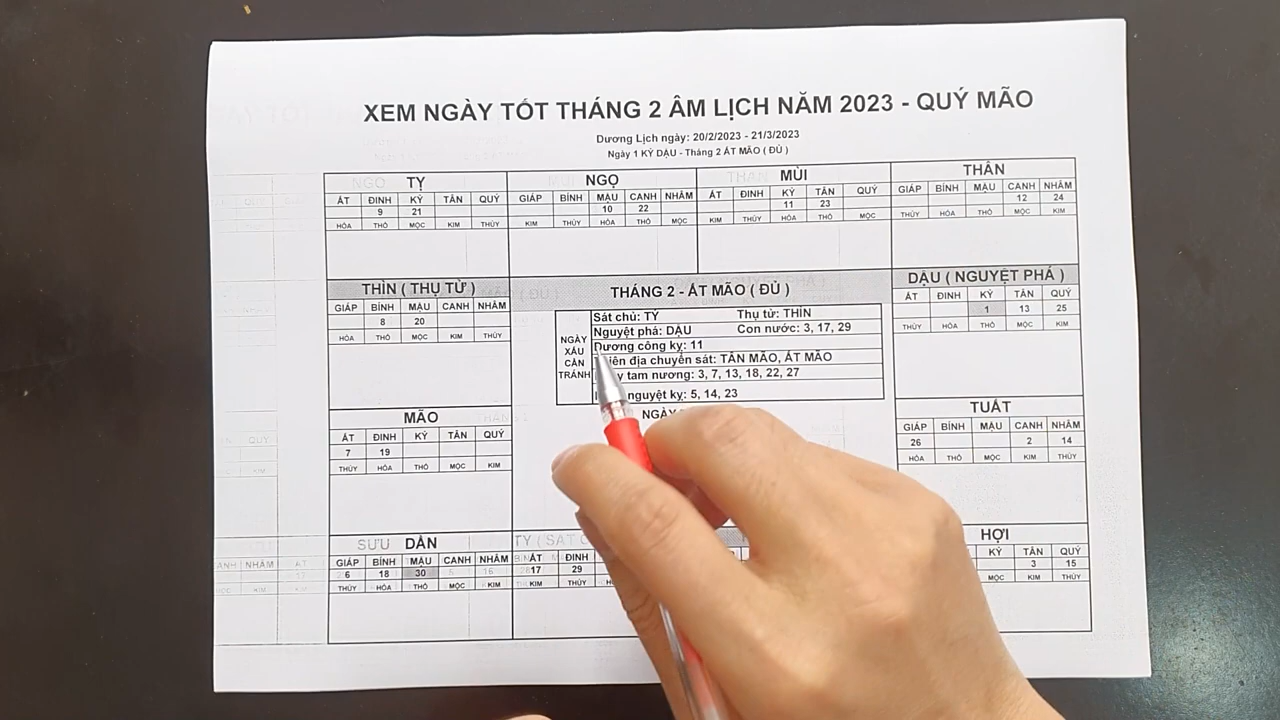 XEM NGÀY TỐT THÁNG 2 ÂM LỊCH NĂM 2023 - QUÝ MÃO
Dương Lịch ngày: 20/2/2023 - 21/3/2023
Ngày 1 KỶ DẬU - Tháng 2 ẤT MÃO ( ĐỦ )
TỴ
ẤT ĐINH KỶ TÂN QUÝ
9 21
HỎA THỔ MỘC KIM THỦY
NGỌ
GIÁP BÍNH MẬU CANH NHÂM
10 22
KIM THỦY HỎA THỔ MỘC
MÙI
ẤT ĐINH KỶ TÂN QUÝ
11 23
KIM THỦY HỎA THỔ MỘC
THÂN
GIÁP BÍNH MẬU CANH NHÂM
12 24
THỦY HỎA THỔ MỘC KIM
THÌN ( THỤ TỬ )
GIÁP BÍNH MẬU CANH NHÂM
8 20
HỎA THỔ MỘC KIM THỦY
THÁNG 2 - ẤT MÃO ( ĐỦ )
NGÀY
XẤU
CẦN
TRÁNH
Sát chủ: TÝ Thụ tử: THÌN
Nguyệt phá: DẬU Con nước: 3, 17, 29
Dương công kỵ: 11
địa chuyển sát: TÂN MÃO, ẤT MÃO
tam nương: 3, 7, 13, 18, 22, 27
nguyệt kỵ: 5, 14, 23
NGÀY
DẬU ( NGUYỆT PHÁ )
ẤT ĐINH KỶ TÂN QUÝ
1 13 25
THỦY HỎA THỔ MỘC KIM
MÃO
ẤT ĐINH KỶ TÂN QUÝ
7 19
THỦY HỎA THỔ MỘC KIM
TUẤT
GIÁP BÍNH MẬU CANH NHÂM
26 2 14
HỎA THỔ MỘC KIM THỦY
SỬU DẦN
GIÁP BÍNH MẬU CANH NHÂM
6 18 30
THỦY HỎA THỔ MỘC KIM
TÝ ( SÁT
ẤT ĐINH
17 29
KIM THỦY
HỢI
KỶ TÂN QUÝ
3 15
MỘC KIM THỦY